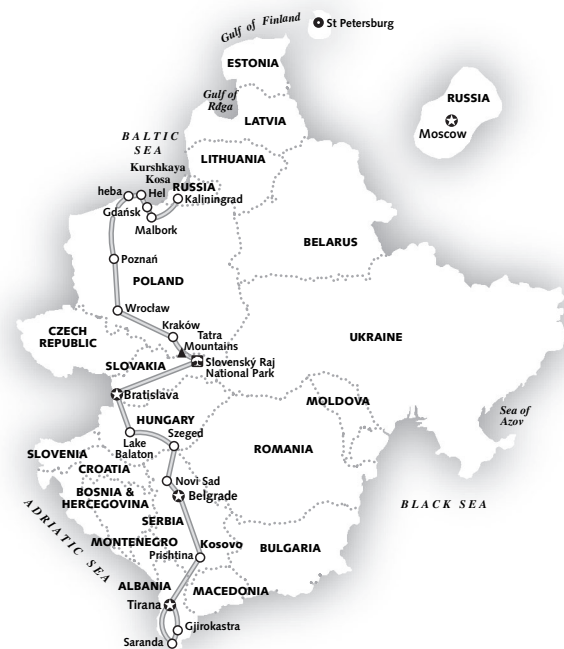 Gulf of Finland
St Petersburg
ESTONIA
Gulf of
Rdga
RUSSIA
Moscow
LATVIA
BALTIC
SEA
LITHUANIA
Kurshkaya
Kosa
heba
Hel
RUSSIA
Kaliningrad
Gdańsk
Malbork
BELARUS
Poznań
POLAND
Wrocław
Kraków
Tatra
Mountains
CZECH
REPUBLIC
UKRAINE
SLOVAKIA
Slovenský Raj
National Park
Bratislava
MOLDOVA
Sea of
Azov
HUNGARY
Szeged
Lake
Balaton
SLOVENIA
CROATIA
ROMANIA
Novi Sad
Belgrade
BOSNIA &
HERCEGOVINA
BLACK SEA
ADRIATIC SEA
SERBIA
MONTENEGRO
Kosovo
Prishtina
BULGARIA
ALBANIA
MACEDONIA
Tirana
Gjirokastra
Saranda